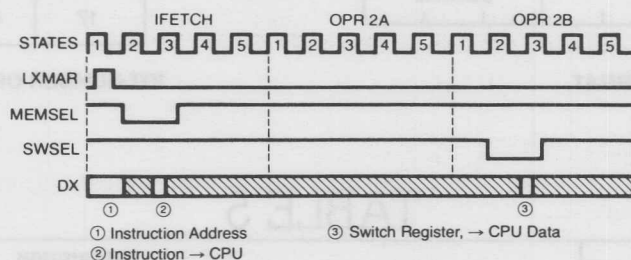 IFETCH OPR 2A OPR 2B
STATES 1 2 3 4 5 1 2 3 4 5 1 2 3 4 5
LXMAR
MEMSEL
SWSEL
DX
① ② ③
① Instruction Address ③ Switch Register, → CPU Data
② Instruction → CPU